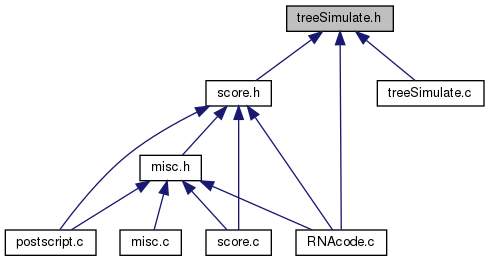 treeSimulate.h
score.h
treeSimulate.c
misc.h
postscript.c
misc.c
score.c
RNAcode.c